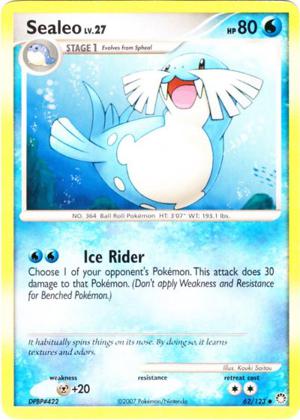 Sealeo LV.27 HP 80
STAGE 1 Evolves from Spheal
NO. 364 Ball Roll Pokémon HT: 3'07" WT: 193.1 lbs.
Ice Rider
Choose 1 of your opponent's Pokémon. This attack does 30
damage to that Pokémon. (Don't apply Weakness and Resistance
for Benched Pokémon.)
It habitually spins things on its nose. By doing so, it learns
textures and odors.
Illus. Kouki Saitou
weakness resistance retreat cost
+20
DPBP#422 ©2007 Pokémon/Nintendo 62/123